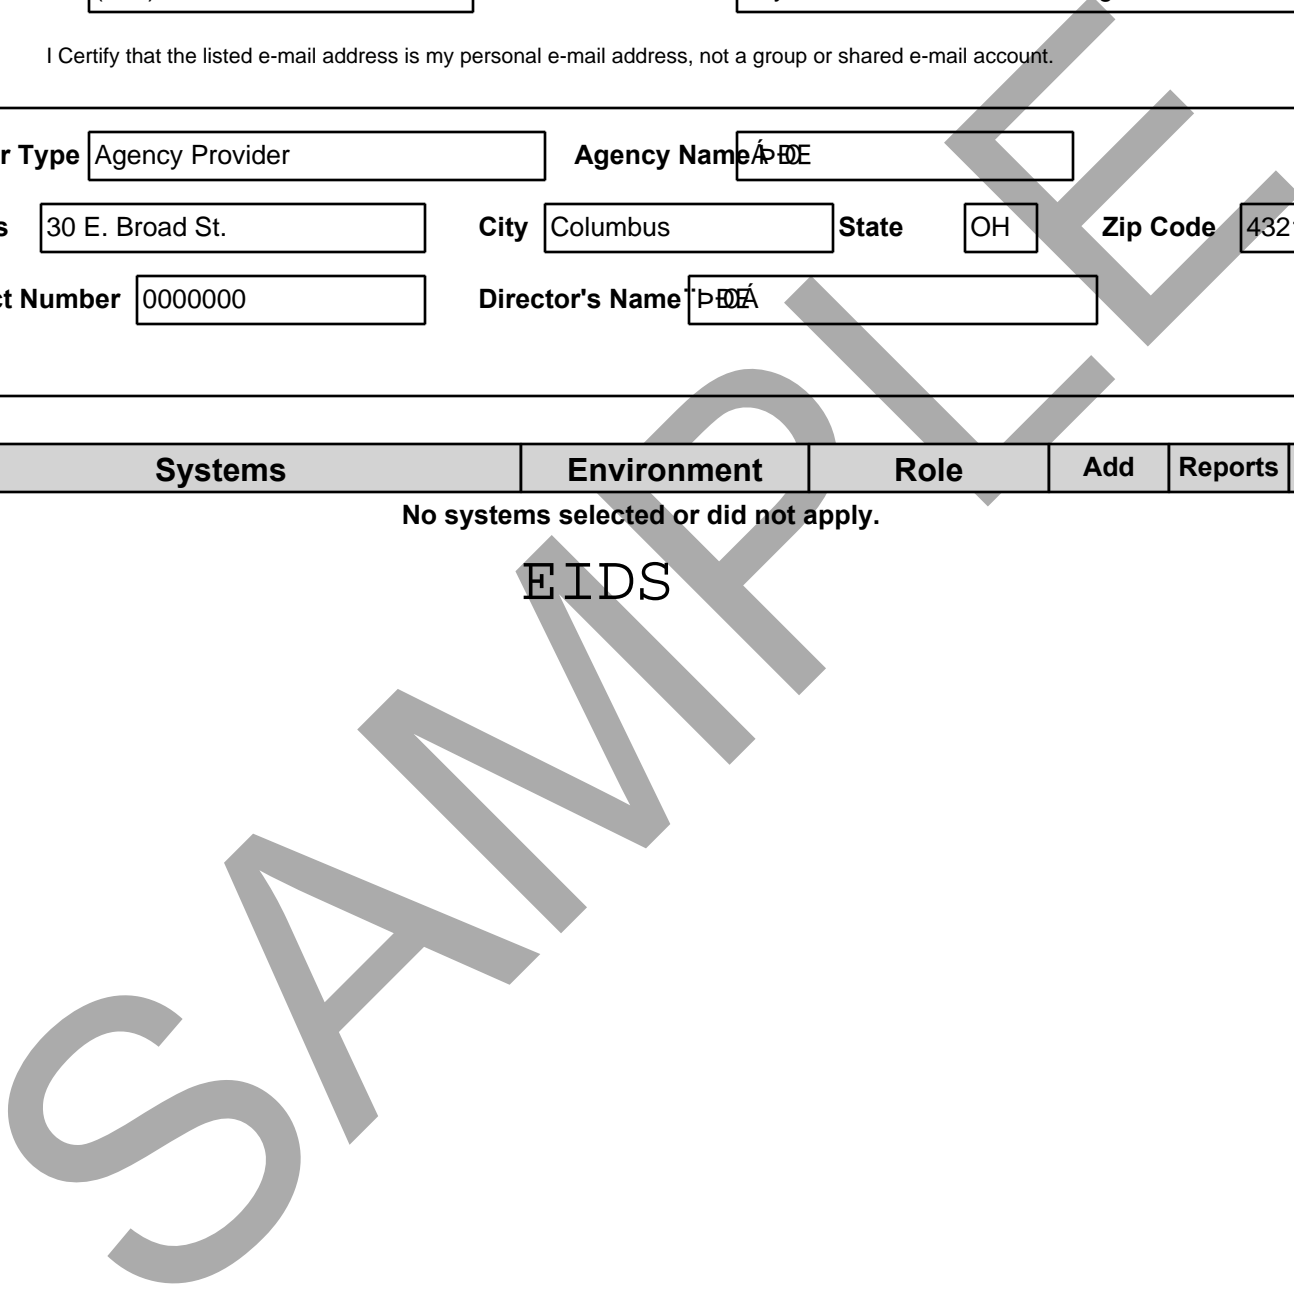 I Certify that the listed e-mail address is my personal e-mail address, not a group or shared e-mail account.
r Type Agency Provider Agency Name
s 30 E. Broad St. City Columbus State OH Zip Code 432
ct Number 0000000 Director's Name
Systems Environment Role Add Reports
No systems selected or did not apply.
EIDS
SAMPLE